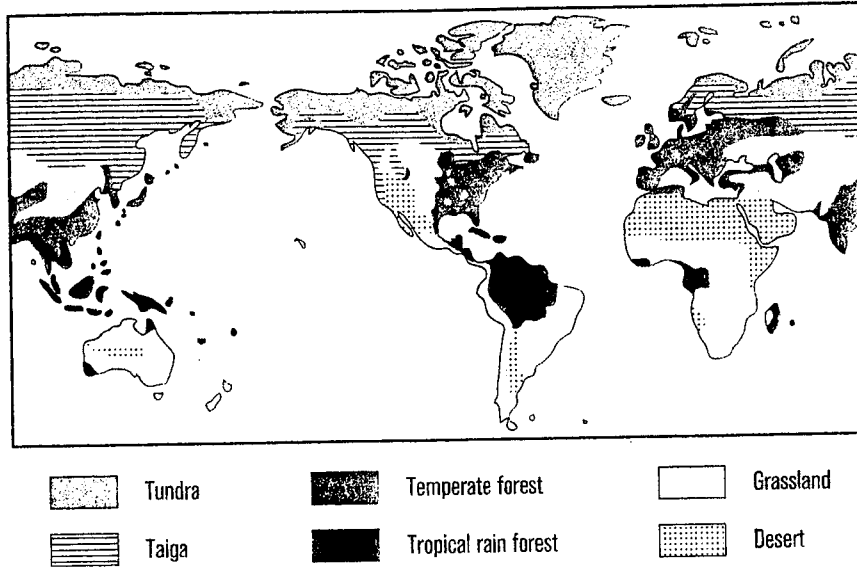 Tundra
Temperate forest
Grassland
Taiga
Tropical rain forest
Desert